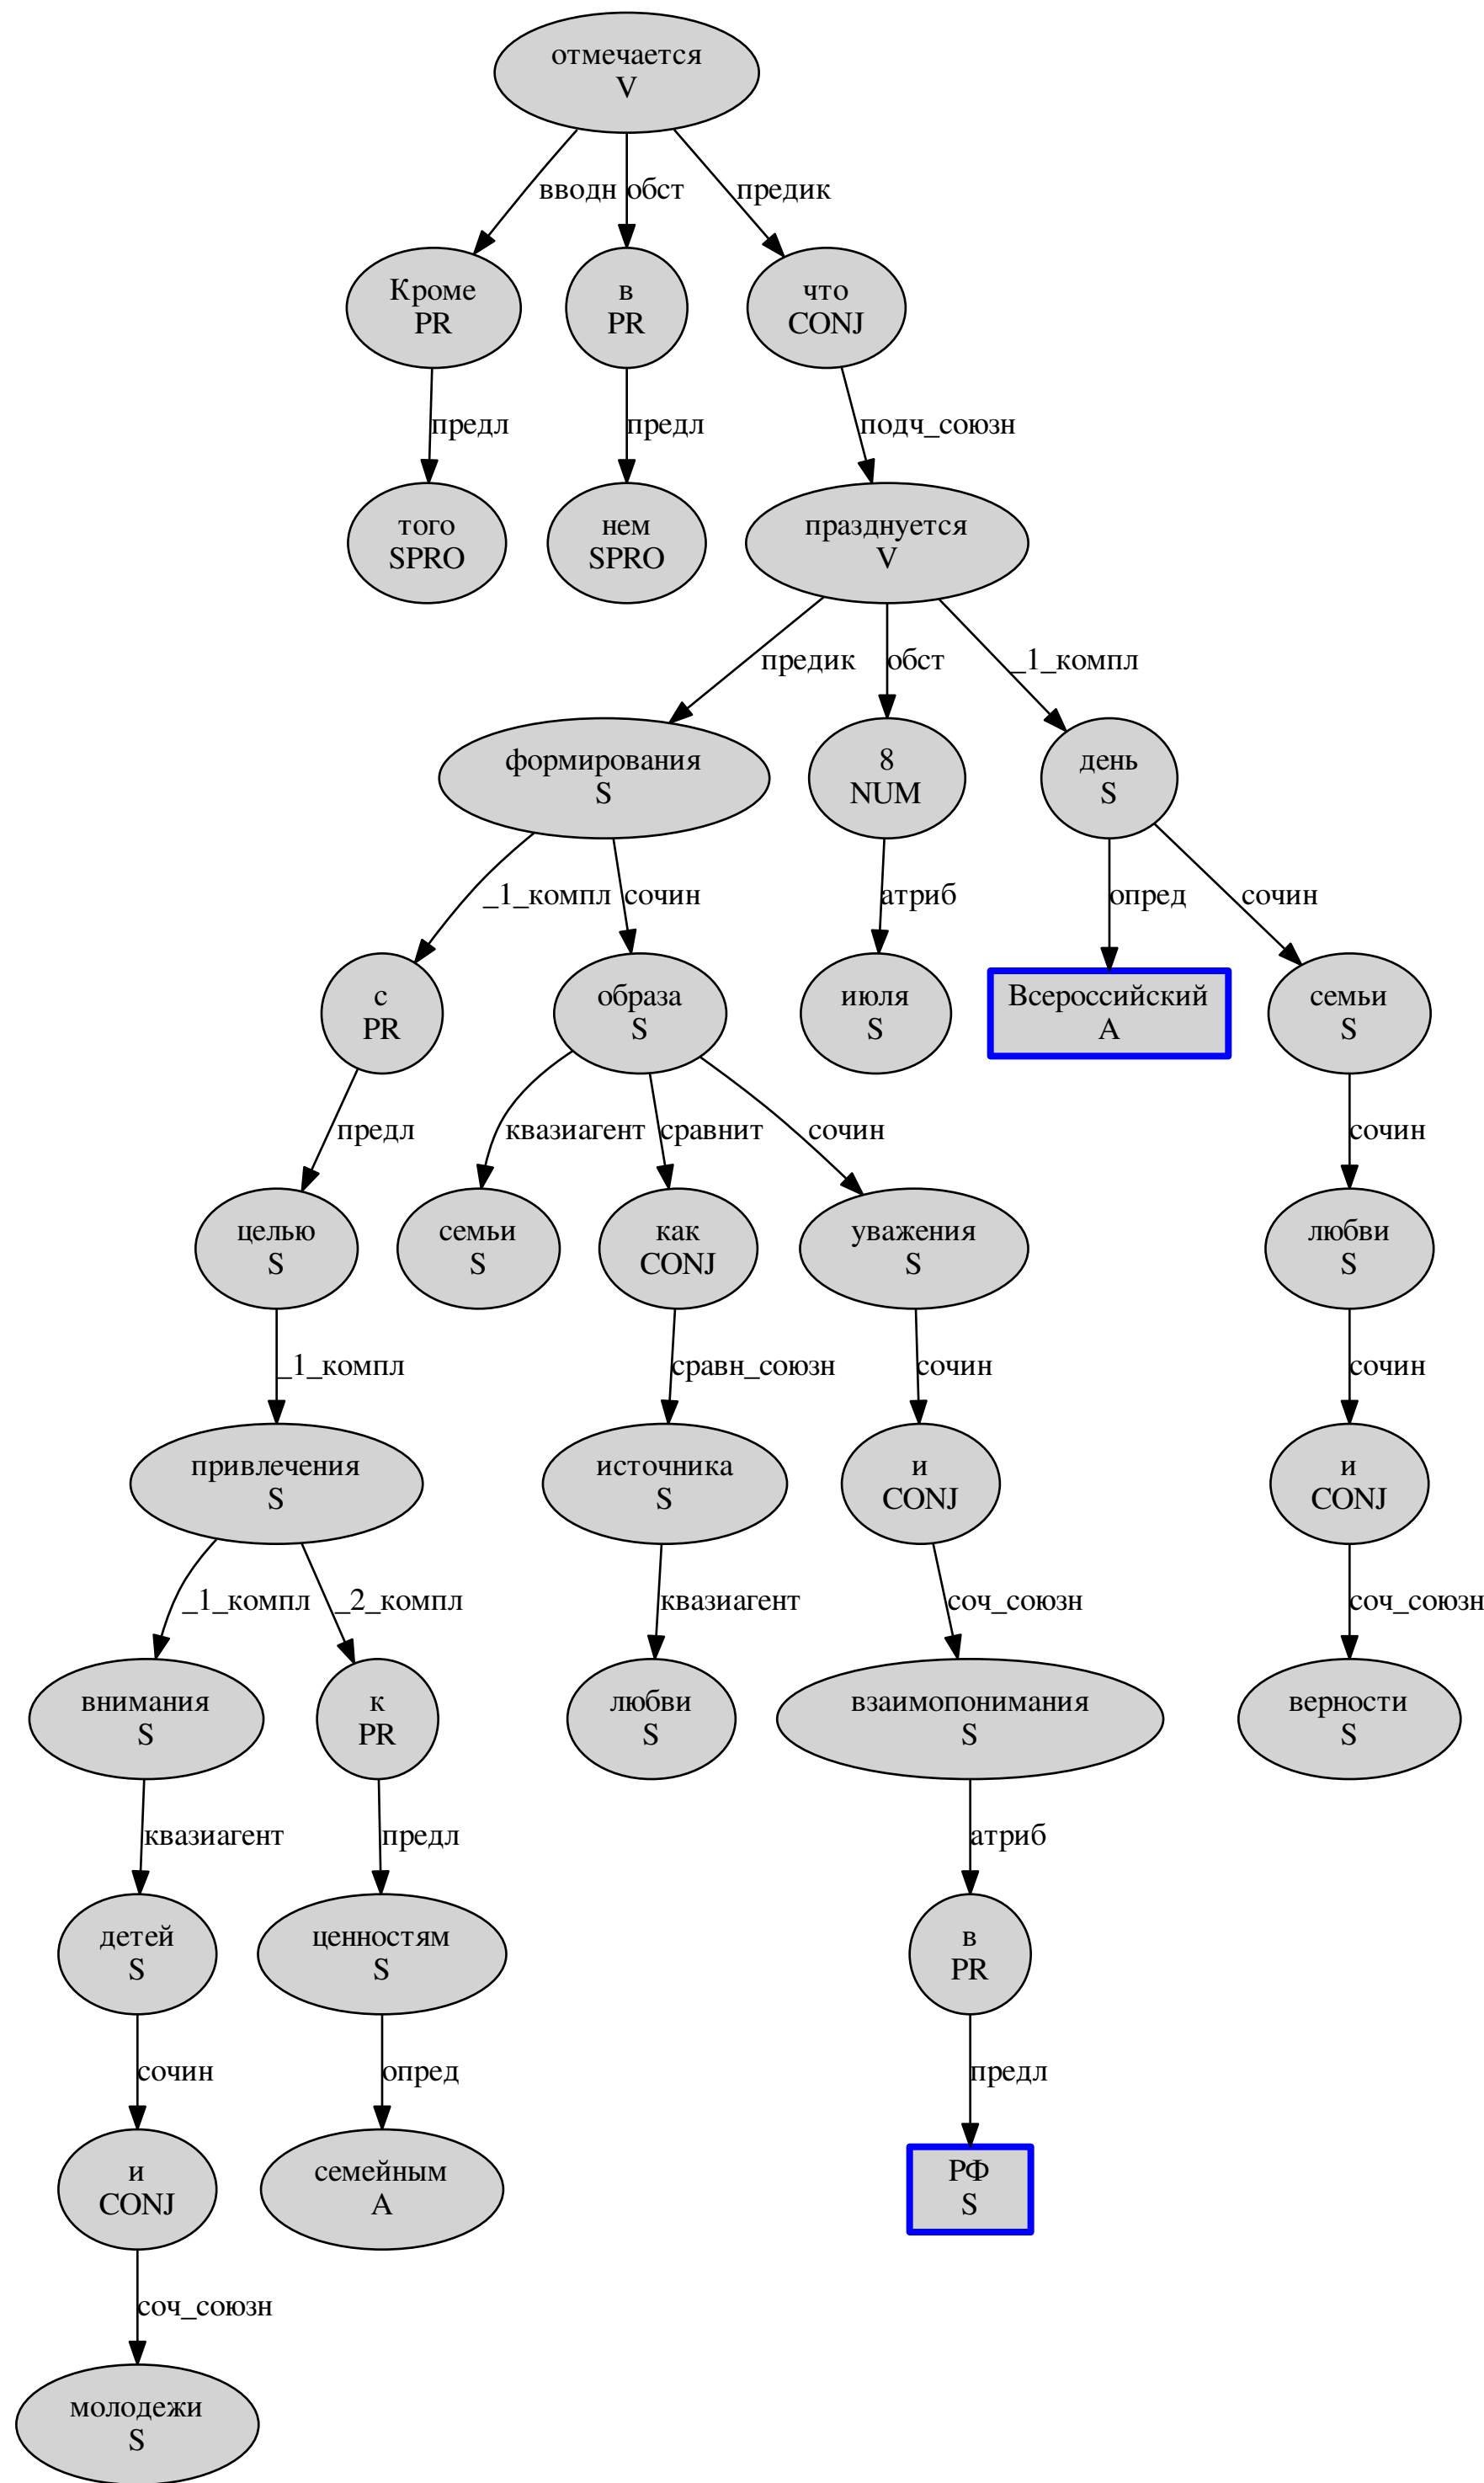 отмечается
V
вводн
обст
предик
Кроме
PR
в
PR
что
CONJ
предл
предл
подч_союзн
того
SPRO
нем
SPRO
празднуется
V
предик
обст
_1_компл
формирования
S
8
NUM
день
S
_1_компл
сочин
атриб
опред
сочин
с
PR
образа
S
июля
S
Всероссийский
A
семьи
S
предл
квазиагент
сравнит
сочин
сочин
целью
S
семьи
S
как
CONJ
уважения
S
любви
S
_1_компл
сравн_союзн
сочин
сочин
привлечения
S
источника
S
и
CONJ
и
CONJ
_1_компл
_2_компл
квазиагент
соч_союзн
соч_союзн
внимания
S
к
PR
любви
S
взаимопонимания
S
верности
S
квазиагент
предл
атриб
детей
S
ценностям
S
в
PR
сочин
опред
предл
и
CONJ
семейным
A
РФ
S
соч_союзн
молодежи
S